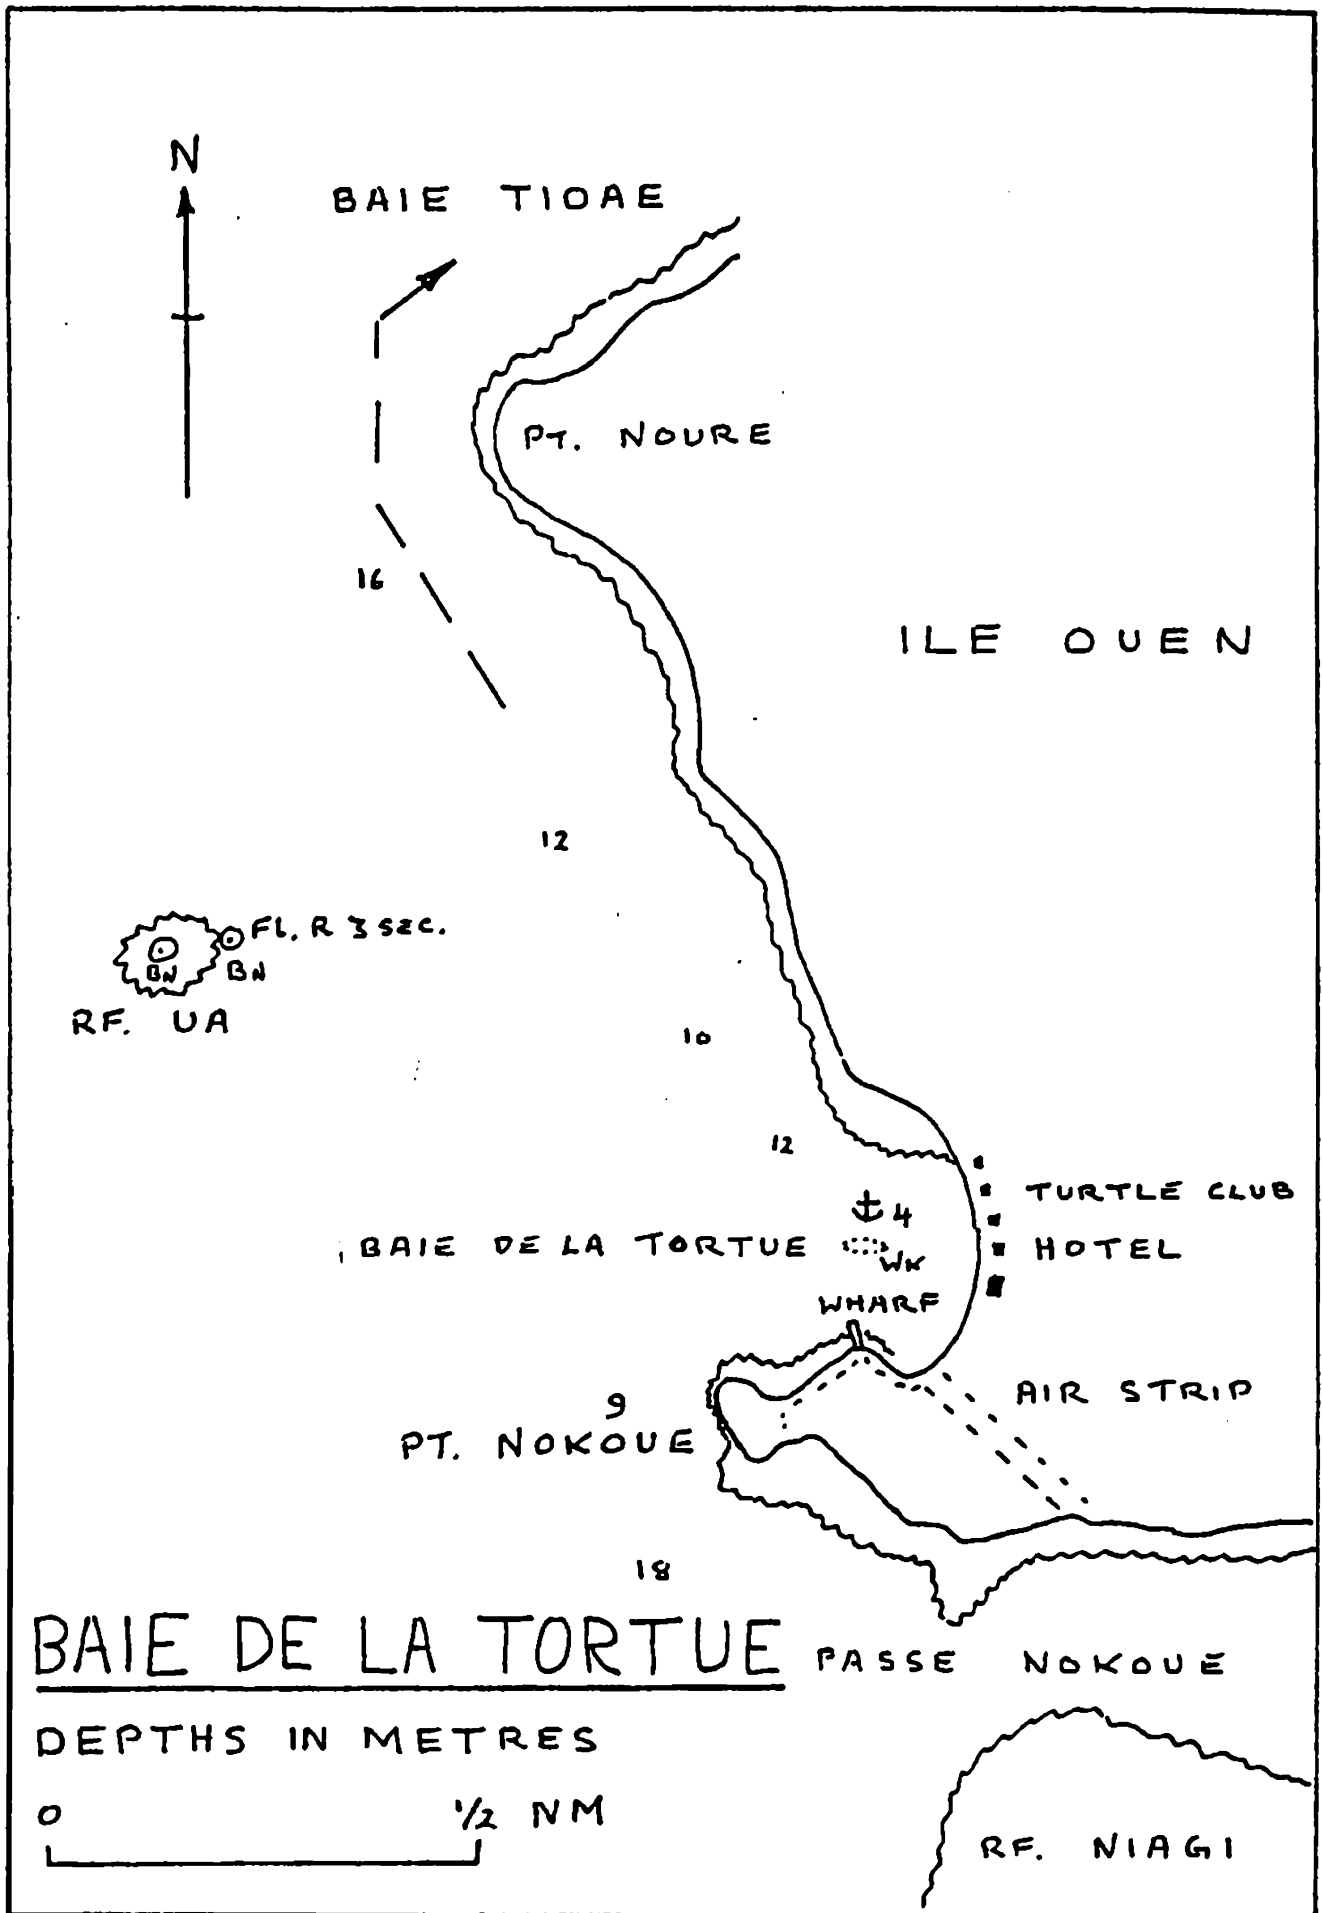 N
BAIE TIOAE
PT. NOURE
16
ILE OUEN
12
FL. R 3 SEC.
BN BN
RF. UA
10
12
4
TURTLE CLUB
BAIE DE LA TORTUE
WK
HOTEL
WHARF
AIR STRIP
9
PT. NOKOUE
18
BAIE DE LA TORTUE
PASSE NOKOUE
DEPTHS IN METRES
0 1/2 NM
RF. NIAGI